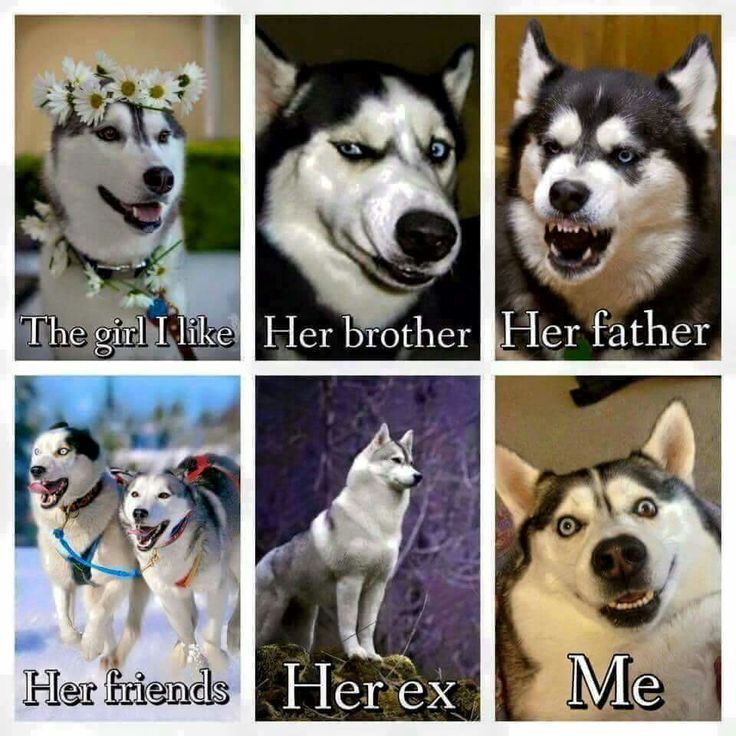 The girl I like
Her brother
Her father
Her friends
Her ex
Me